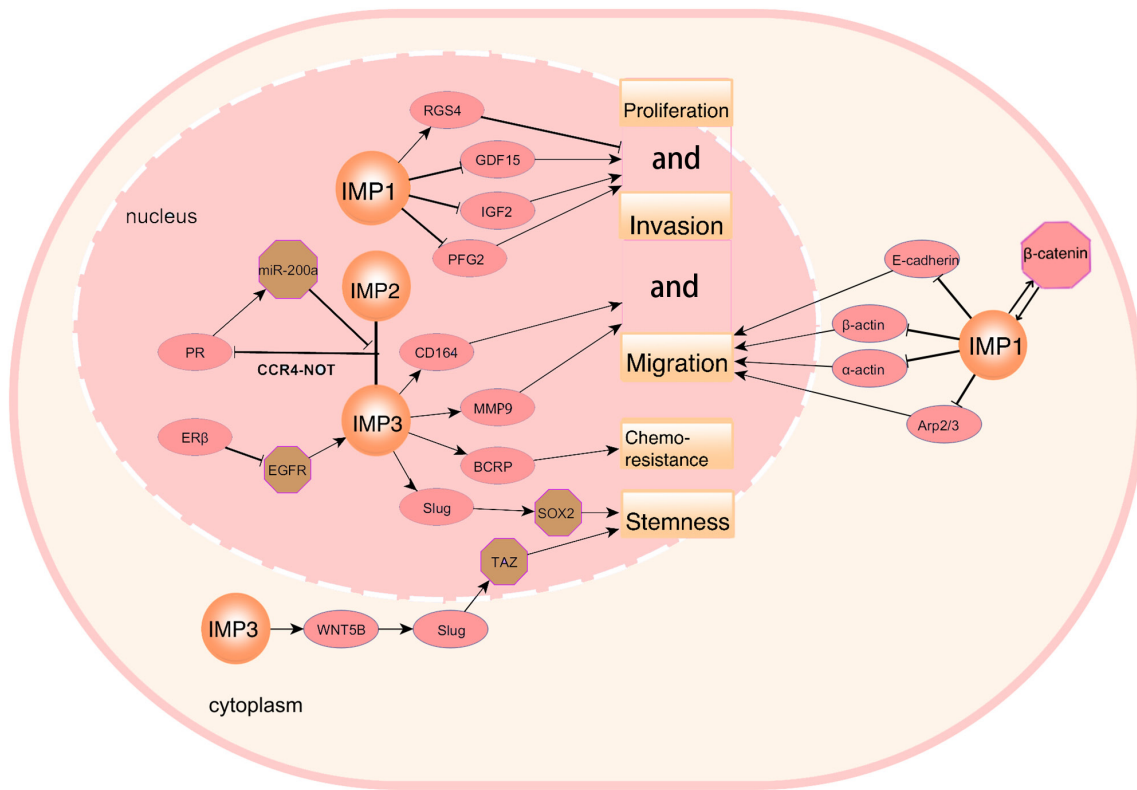 Proliferation
RGS4
and
GDF15
IMP1
IGF2
nucleus
Invasion
PFG2
β-catenin
E-cadherin
miR-200a
IMP2
and
β-actin
IMP1
PR
CD164
Migration
CCR4-NOT
α-actin
MMP9
IMP3
Arp2/3
ERβ
Chemo-
resistance
BCRP
EGFR
Slug
SOX2
Stemness
TAZ
IMP3
WNT5B
Slug
cytoplasm